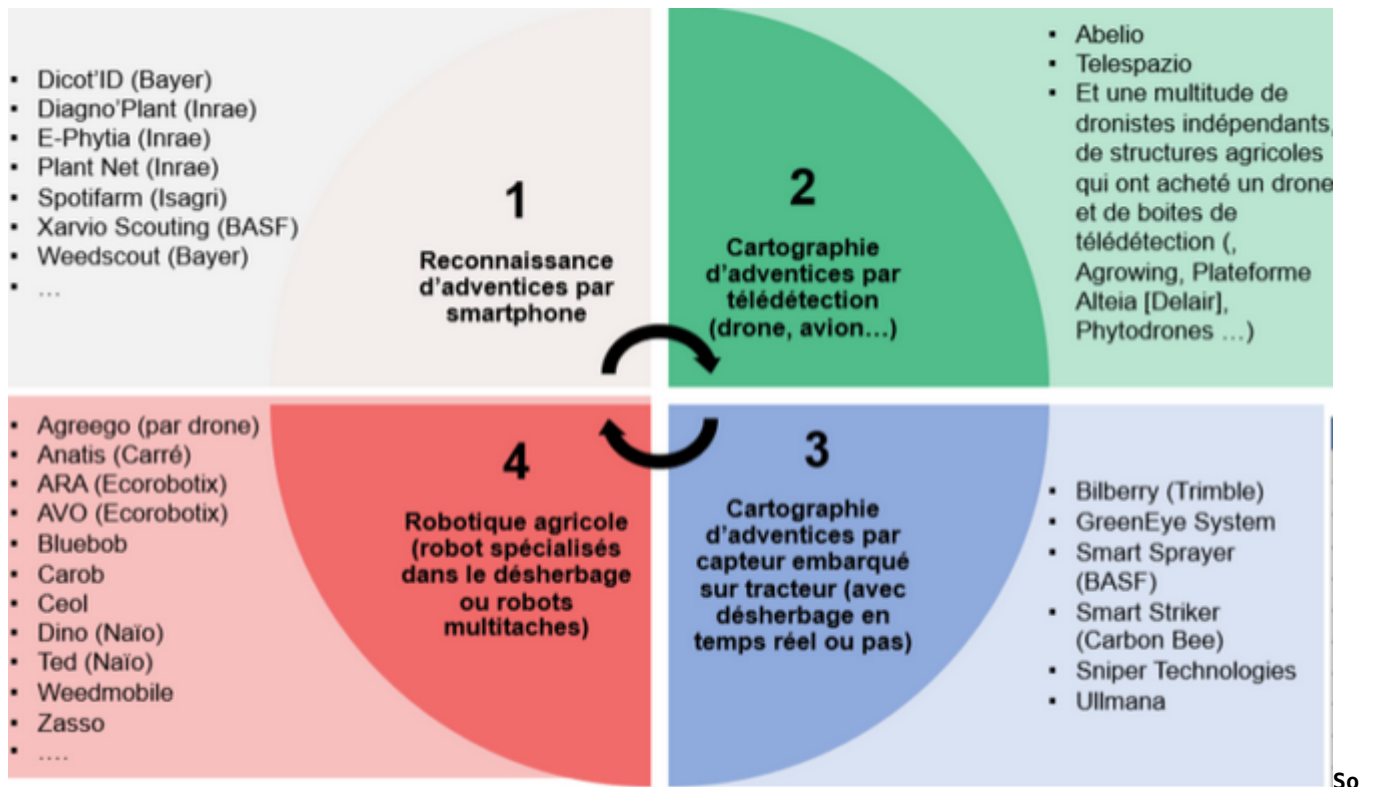 ▪ Dicot'ID (Bayer)
▪ Diagno'Plant (Inrae)
▪ E-Phytia (Inrae)
▪ Plant Net (Inrae)
▪ Spotifarm (Isagri)
▪ Xarvio Scouting (BASF)
▪ Weedscout (Bayer)
▪ …
1
Reconnaissance
d'adventices par
smartphone
2
Cartographie
d'adventices par
télédétection
(drone, avion…)
▪ Abelio
▪ Telespazio
▪ Et une multitude de
dronistes indépendants,
de structures agricoles
qui ont acheté un drone
et de boites de
télédétection (,
Agrowing, Plateforme
Alteia [Delair],
Phytodrones …)
▪ Agreego (par drone)
▪ Anatis (Carré)
▪ ARA (Ecorobotix)
▪ AVO (Ecorobotix)
▪ Bluebob
▪ Carob
▪ Ceol
▪ Dino (Naïo)
▪ Ted (Naïo)
▪ Weedmobile
▪ Zasso
▪ ….
4
Robotique agricole
(robot spécialisés
dans le désherbage
ou robots
multitaches)
3
Cartographie
d'adventices par
capteur embarqué
sur tracteur (avec
désherbage en
temps réel ou pas)
▪ Bilberry (Trimble)
▪ GreenEye System
▪ Smart Sprayer
(BASF)
▪ Smart Striker
(Carbon Bee)
▪ Sniper Technologies
▪ Ullmana
So